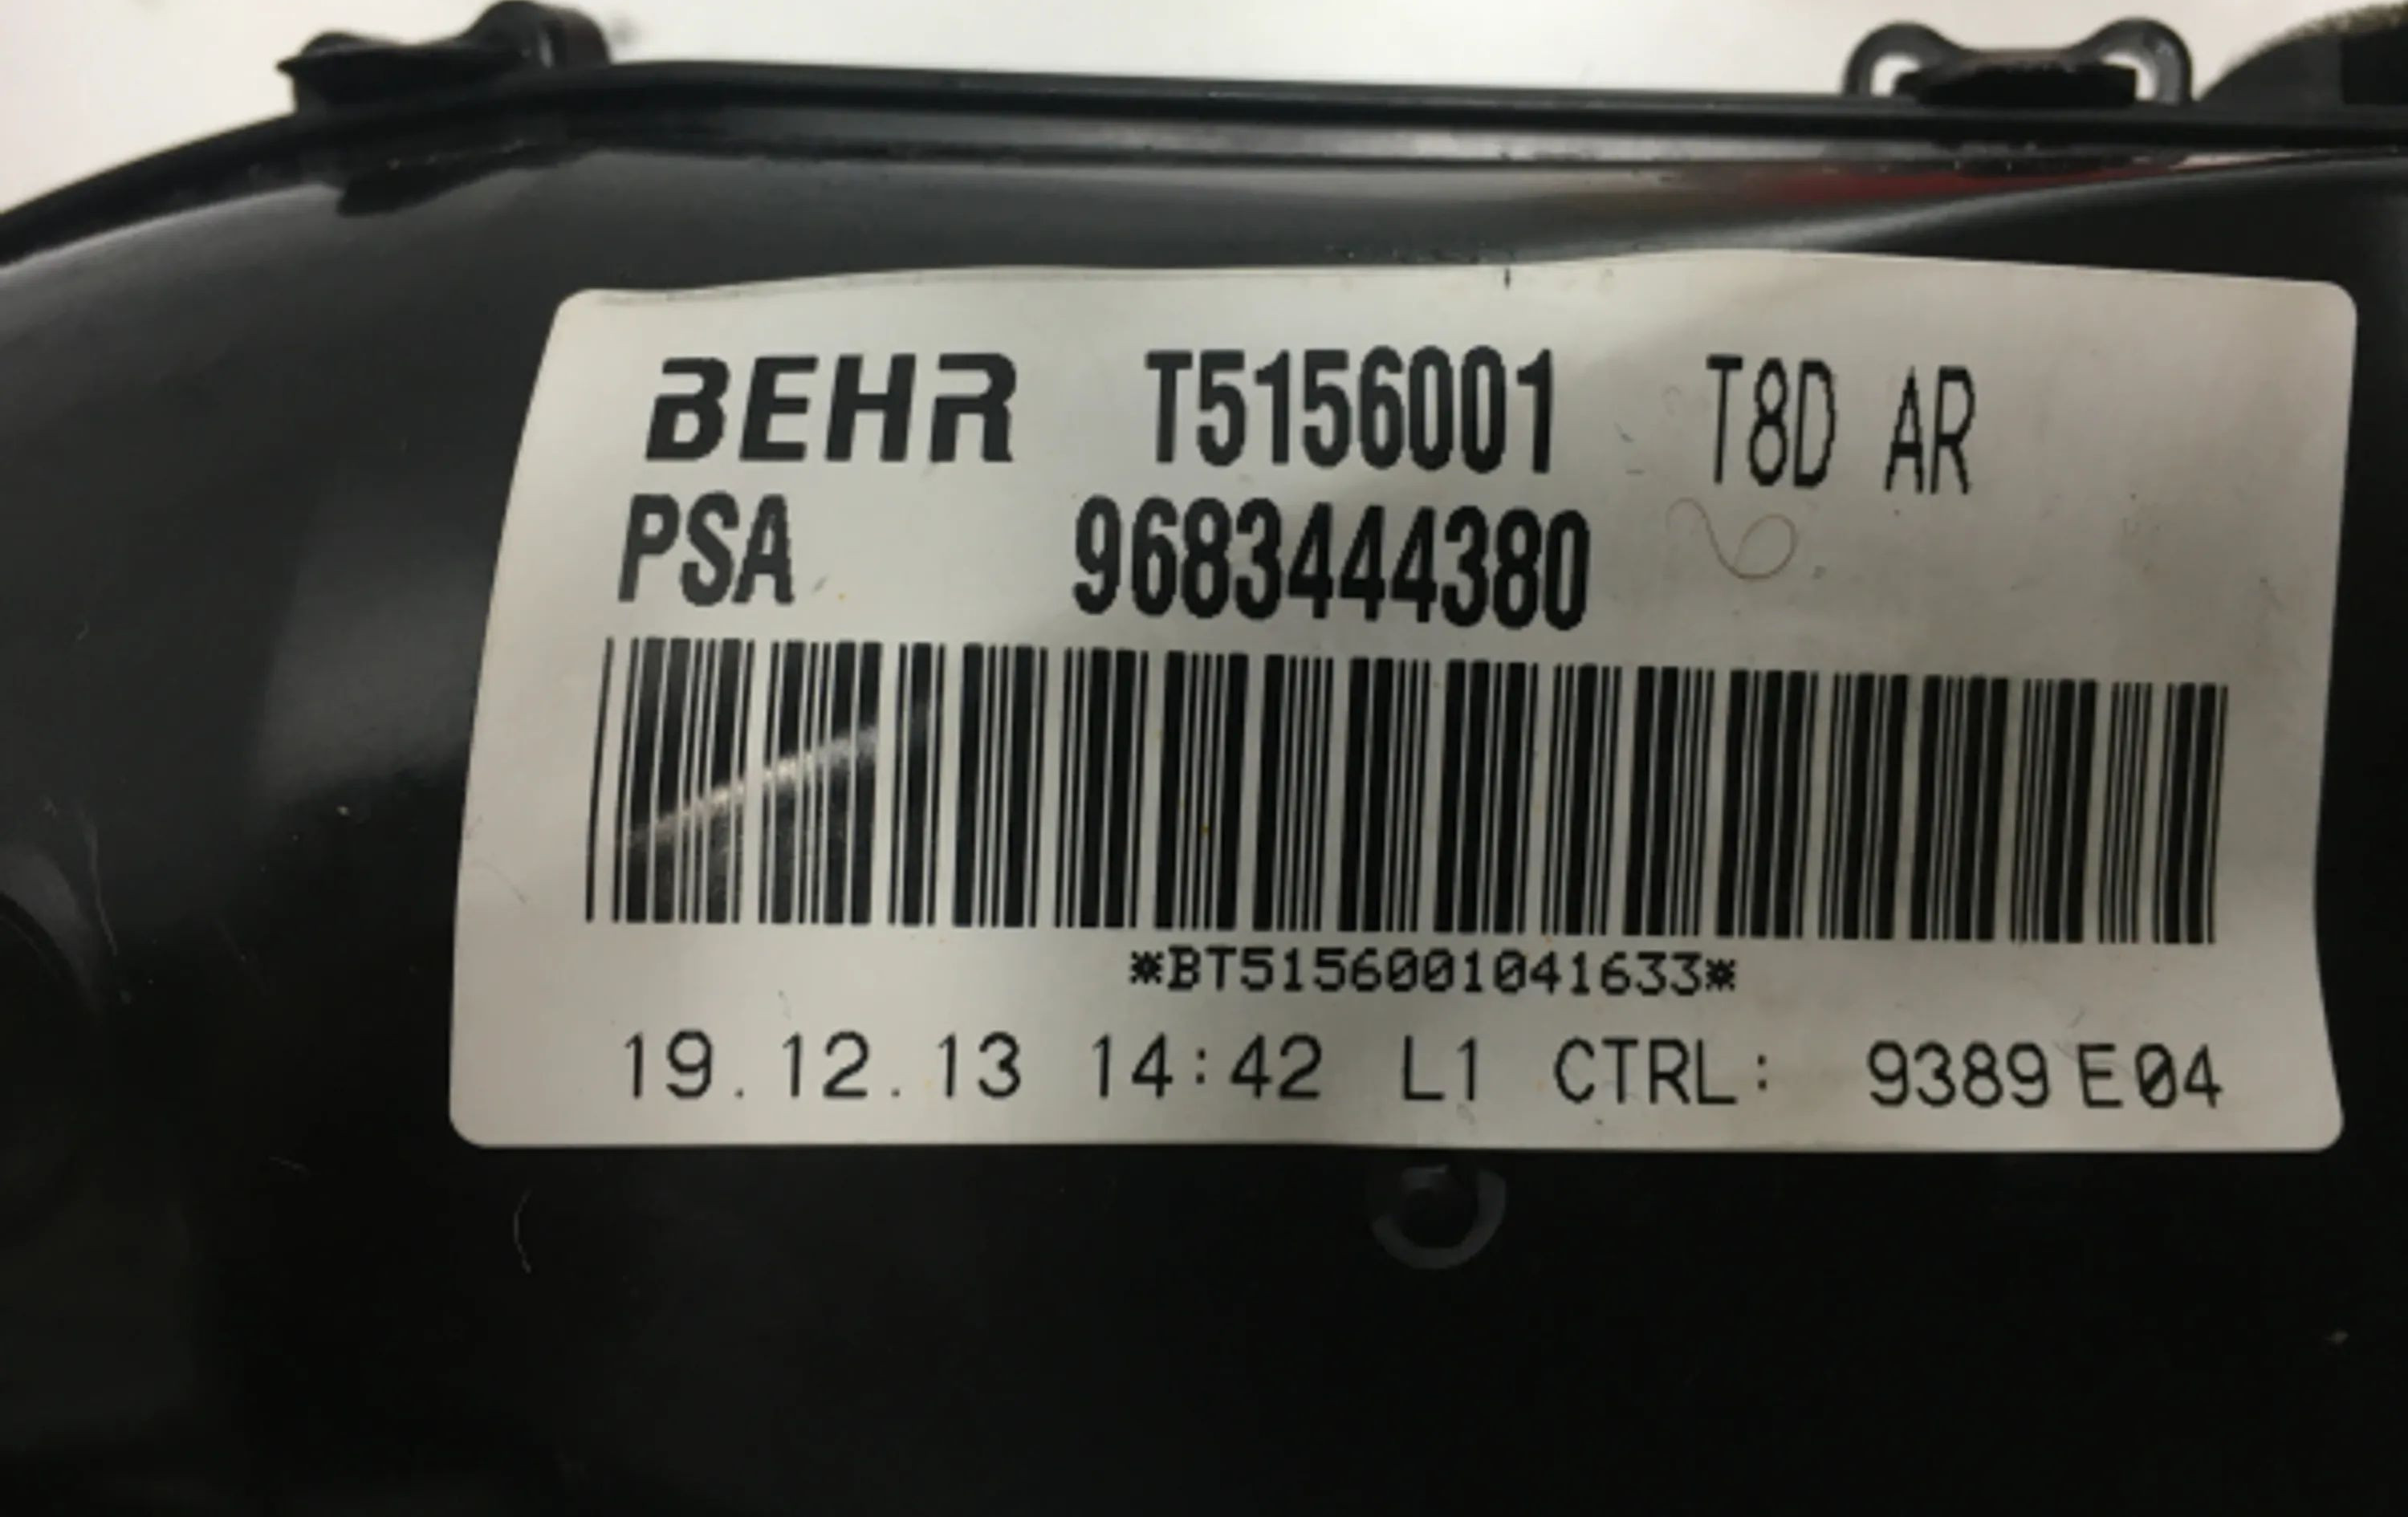 BEHR T5156001 T8D AR
PSA 9683444380
*BT5156001041633*
19.12.13 14:42 L1 CTRL: 9389 E04